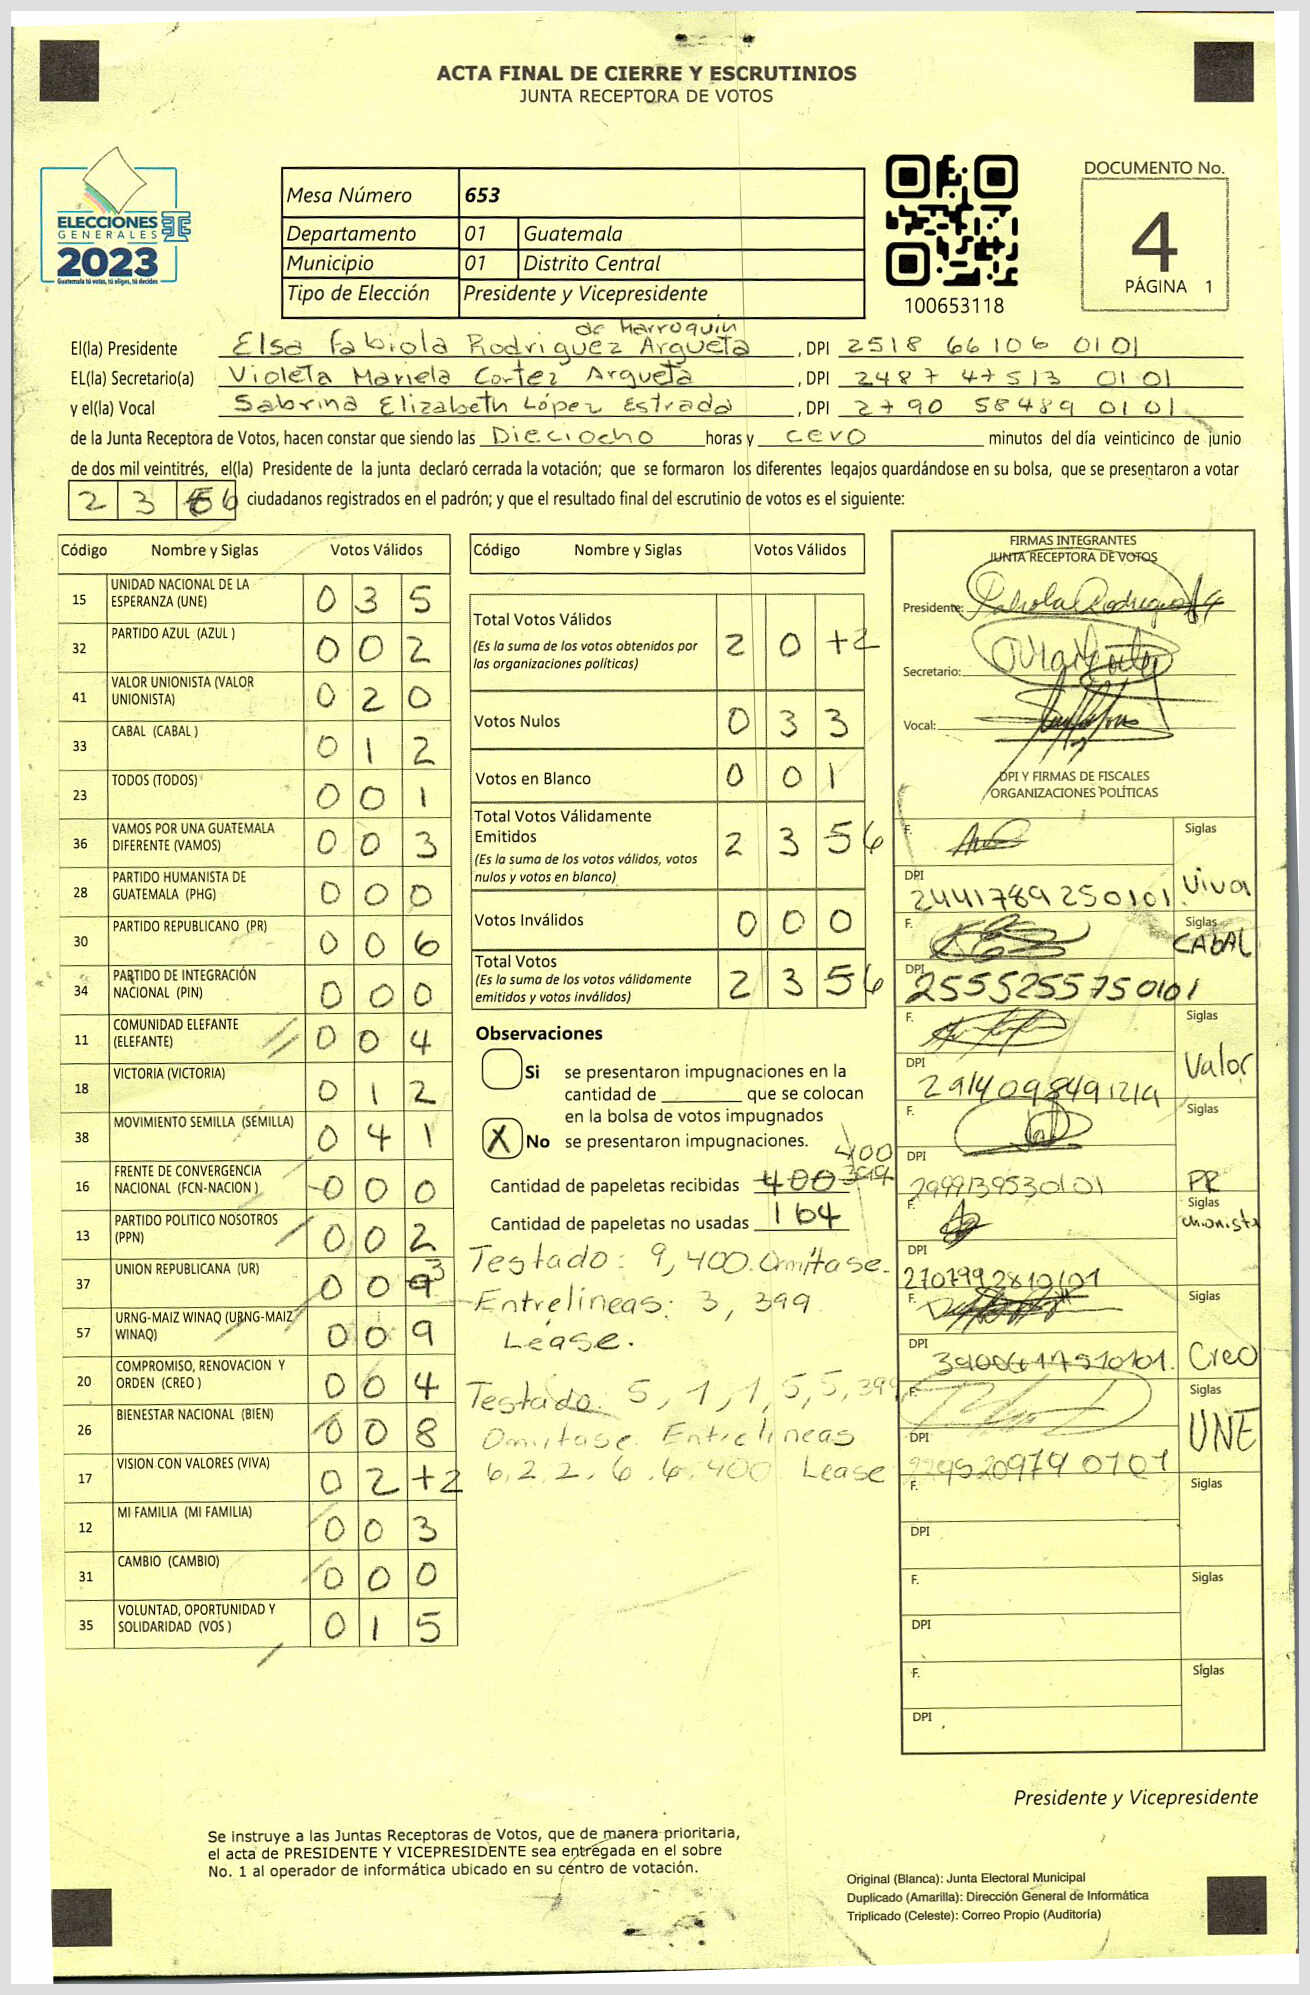 ACTA FINAL DE CIERRE Y ESCRUTINIOS
JUNTA RECEPTORA DE VOTOS
ELECCIONES
GENERALES
2023
Guatemala tú votas, tú eliges, tú decides
Mesa Número 653
Departamento 01 Guatemala
Municipio 01 Distrito Central
Tipo de Elección Presidente y Vicepresidente
100653118
DOCUMENTO No.
4
PÁGINA 1
de Marroquín
El(la) Presidente Elsa Fabiola Rodriguez Argueta, DPI 2518 66106 0101
EL(la) Secretario(a) Violeta Mariela Cortez Argueta, DPI 2487 47513 0101
y el(la) Vocal Sabrina Elizabeth López Estrada, DPI 2790 58489 0101
de la Junta Receptora de Votos, hacen constar que siendo las Dieciocho horas y cero minutos del día veinticinco de junio
de dos mil veintitrés, el(la) Presidente de la junta declaró cerrada la votación; que se formaron los diferentes legajos guardándose en su bolsa, que se presentaron a votar
2 3 6 ciudadanos registrados en el padrón; y que el resultado final del escrutinio de votos es el siguiente:
Código Nombre y Siglas Votos Válidos
15 UNIDAD NACIONAL DE LA ESPERANZA (UNE) 0 3 5
32 PARTIDO AZUL (AZUL ) 0 0 2
41 VALOR UNIONISTA (VALOR UNIONISTA) 0 2 0
33 CABAL (CABAL ) 0 1 2
23 TODOS (TODOS) 0 0 1
36 VAMOS POR UNA GUATEMALA DIFERENTE (VAMOS) 0 0 3
28 PARTIDO HUMANISTA DE GUATEMALA (PHG) 0 0 0
30 PARTIDO REPUBLICANO (PR) 0 0 6
34 PARTIDO DE INTEGRACIÓN NACIONAL (PIN) 0 0 0
11 COMUNIDAD ELEFANTE (ELEFANTE) 0 0 4
18 VICTORIA (VICTORIA) 0 1 2
38 MOVIMIENTO SEMILLA (SEMILLA) 0 4 1
16 FRENTE DE CONVERGENCIA NACIONAL (FCN-NACION ) 0 0 0
13 PARTIDO POLITICO NOSOTROS (PPN) 0 0 2
37 UNION REPUBLICANA (UR) 0 0 9 3
57 URNG-MAIZ WINAQ (URNG-MAIZ WINAQ) 0 0 9
20 COMPROMISO, RENOVACION Y ORDEN (CREO ) 0 0 4
26 BIENESTAR NACIONAL (BIEN) 0 0 8
17 VISION CON VALORES (VIVA) 0 2 1 2
12 MI FAMILIA (MI FAMILIA) 0 0 3
31 CAMBIO (CAMBIO) 0 0 0
35 VOLUNTAD, OPORTUNIDAD Y SOLIDARIDAD (VOS ) 0 1 5
Código Nombre y Siglas Votos Válidos
Total Votos Válidos 2 0 1 2
(Es la suma de los votos obtenidos por
las organizaciones políticas)
Votos Nulos 0 3 3
Votos en Blanco 0 0 1
Total Votos Válidamente
Emitidos 2 3 5 6
(Es la suma de los votos válidos, votos
nulos y votos en blanco)
Votos Inválidos 0 0 0
Total Votos 2 3 5 6
(Es la suma de los votos válidamente
emitidos y votos inválidos)
Observaciones
Si se presentaron impugnaciones en la
cantidad de ________ que se colocan
en la bolsa de votos impugnados
X No se presentaron impugnaciones.
400
Cantidad de papeletas recibidas 400 399
Cantidad de papeletas no usadas 164
Testado: 9, 400. Omítase.
Entrelineas: 3, 399.
Léase.
Testado. 5, 1, 1, 5, 5, 399
Omitase. Entrelineas
6, 2, 2, 6, 6, 400 Lease
FIRMAS INTEGRANTES
JUNTA RECEPTORA DE VOTOS
Presidente:
Secretario:
Vocal:
DPI Y FIRMAS DE FISCALES
ORGANIZACIONES POLÍTICAS
F. Siglas
DPI 2441789250101 Viva
F. Siglas
DPI 2555255750101 CABAL
F. Siglas
DPI 2914098491219 Valor
F. Siglas
DPI 2999139530101 PR
F. Siglas
DPI 2707992810101 Unionista
F. Siglas
DPI 3900617510101. Creo
F. Siglas
DPI 0101 UNE
F. Siglas
DPI
F. Siglas
DPI
F. Siglas
DPI
Presidente y Vicepresidente
Se instruye a las Juntas Receptoras de Votos, que de manera prioritaria,
el acta de PRESIDENTE Y VICEPRESIDENTE sea entregada en el sobre
No. 1 al operador de informática ubicado en su centro de votación.
Original (Blanca): Junta Electoral Municipal
Duplicado (Amarilla): Dirección General de Informática
Triplicado (Celeste): Correo Propio (Auditoría)